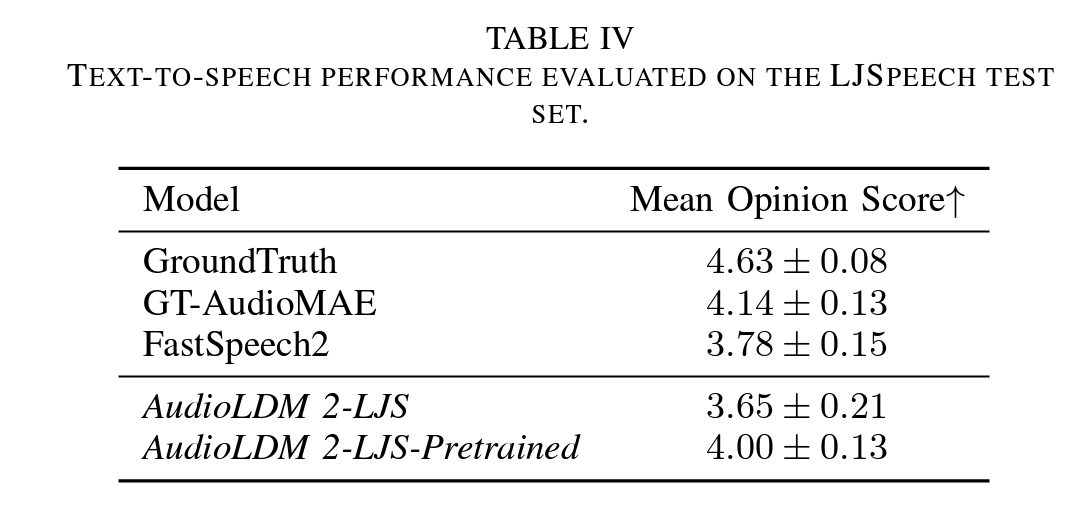 TABLE IV
TEXT-TO-SPEECH PERFORMANCE EVALUATED ON THE LJSPEECH TEST
SET.
Model Mean Opinion Score↑
GroundTruth 4.63 ± 0.08
GT-AudioMAE 4.14 ± 0.13
FastSpeech2 3.78 ± 0.15
AudioLDM 2-LJS 3.65 ± 0.21
AudioLDM 2-LJS-Pretrained 4.00 ± 0.13